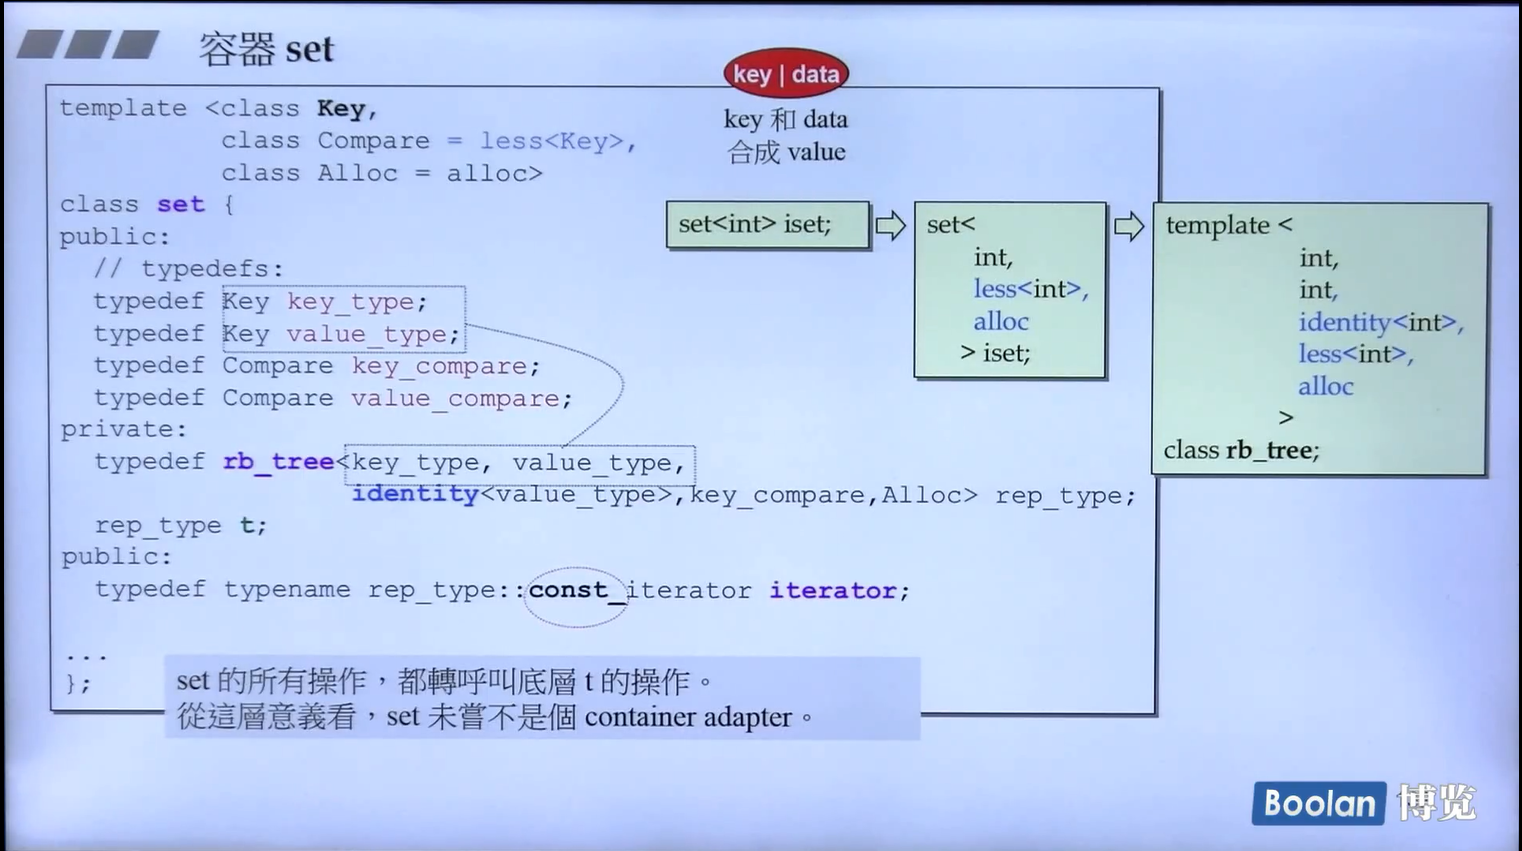 容器 set
key | data
key 和 data
合成 value
template <class Key,
class Compare = less<Key>,
class Alloc = alloc>
class set {
public:
// typedefs:
typedef Key key_type;
typedef Key value_type;
typedef Compare key_compare;
typedef Compare value_compare;
private:
typedef rb_tree<key_type, value_type,
identity<value_type>,key_compare,Alloc> rep_type;
rep_type t;
public:
typedef typename rep_type::const_iterator iterator;
...
};
set<int> iset;
set<
int,
less<int>,
alloc
> iset;
template <
int,
int,
identity<int>,
less<int>,
alloc
>
class rb_tree;
set 的所有操作，都轉呼叫底層 t 的操作。
從這層意義看，set 未嘗不是個 container adapter。
Boolan 博览